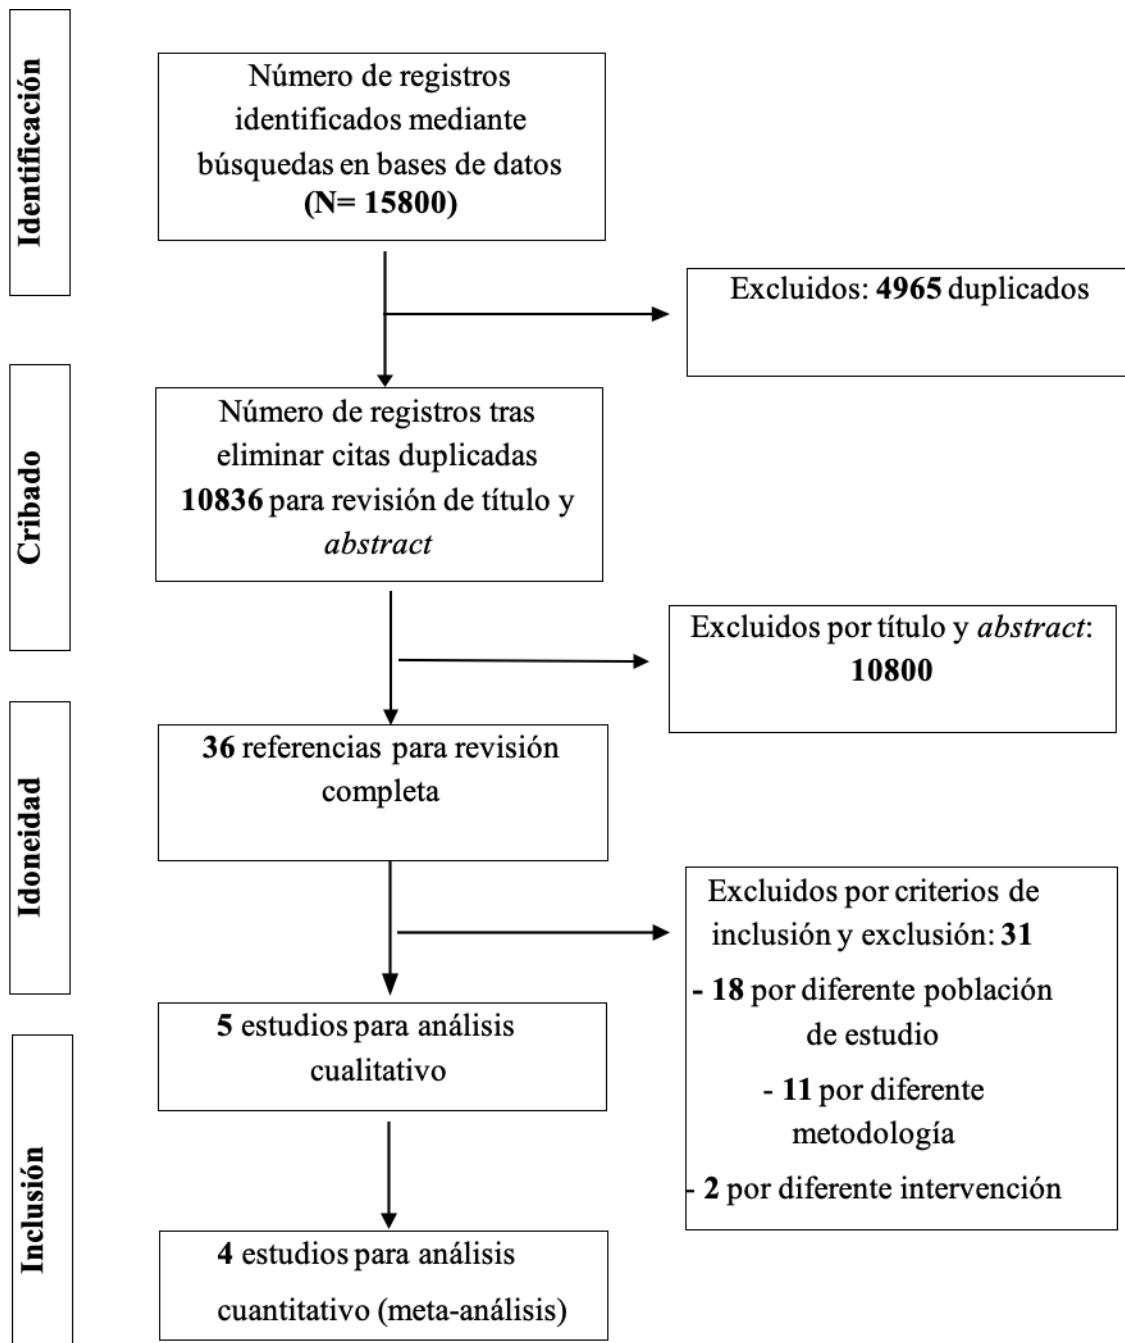 Identificación
Número de registros
identificados mediante
búsquedas en bases de datos
(N= 15800)
Excluidos: 4965 duplicados
Cribado
Número de registros tras
eliminar citas duplicadas
10836 para revisión de título y
abstract
Excluidos por título y abstract:
10800
Idoneidad
36 referencias para revisión
completa
Excluidos por criterios de
inclusión y exclusión: 31
- 18 por diferente población
de estudio
- 11 por diferente
metodología
- 2 por diferente intervención
Inclusión
5 estudios para análisis
cualitativo
4 estudios para análisis
cuantitativo (meta-análisis)